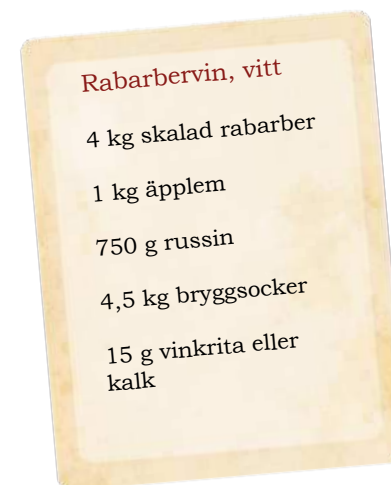 Rabarbervin, vitt
4 kg skalad rabarber
1 kg äpplem
750 g russin
4,5 kg bryggsocker
15 g vinkrita eller
kalk